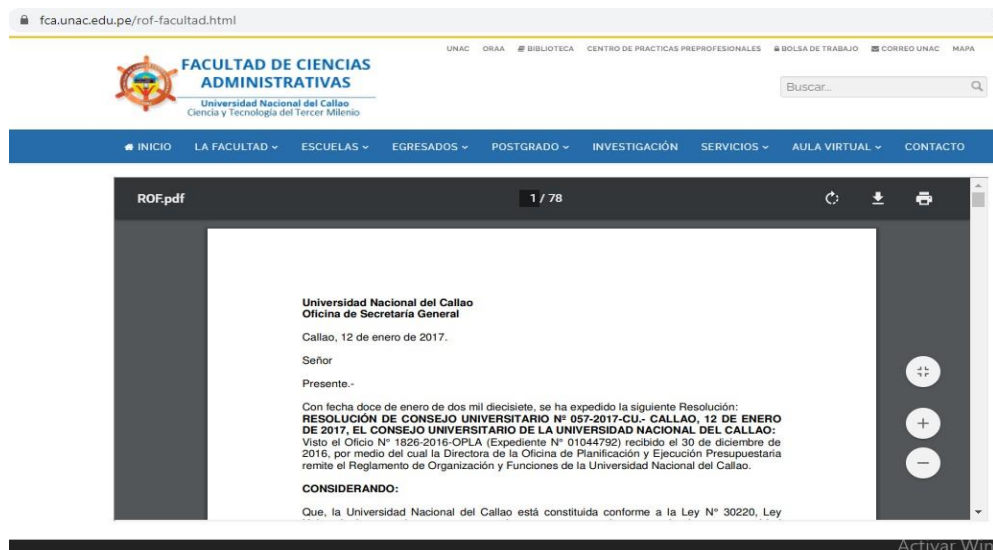 fca.unac.edu.pe/rof-facultad.html
UNAC ORAA BIBLIOTECA CENTRO DE PRACTICAS PREPROFESIONALES BOLSA DE TRABAJO CORREO UNAC MAPA
FACULTAD DE CIENCIAS
ADMINISTRATIVAS
Universidad Nacional del Callao
Ciencia y Tecnología del Tercer Milenio
Buscar...
INICIO LA FACULTAD ESCUELAS EGRESADOS POSTGRADO INVESTIGACIÓN SERVICIOS AULA VIRTUAL CONTACTO
ROF.pdf 1 / 78
Universidad Nacional del Callao
Oficina de Secretaría General
Callao, 12 de enero de 2017.
Señor
Presente.-
Con fecha doce de enero de dos mil diecisiete, se ha expedido la siguiente Resolución:
RESOLUCIÓN DE CONSEJO UNIVERSITARIO Nº 057-2017-CU.- CALLAO, 12 DE ENERO
DE 2017, EL CONSEJO UNIVERSITARIO DE LA UNIVERSIDAD NACIONAL DEL CALLAO:
Visto el Oficio N° 1826-2016-OPLA (Expediente N° 01044792) recibido el 30 de diciembre de
2016, por medio del cual la Directora de la Oficina de Planificación y Ejecución Presupuestaria
remite el Reglamento de Organización y Funciones de la Universidad Nacional del Callao.
CONSIDERANDO:
Que, la Universidad Nacional del Callao está constituida conforme a la Ley N° 30220, Ley
Activar Win